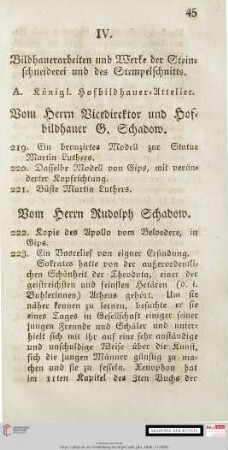 45
IV.
Bildhauerarbeiten und Werke der Stein-
schneiderei und des Stempelschnitts.
A. Königl. Hofbildhauer-Attelier.
Vom Herrn Vicedirektor und Hof-
bildhauer G. Schadow.
219. Ein bronzirtes Modell zur Statue
Martin Luthers.
220. Dasselbe Modell von Gips, mit verän-
derter Kopfrichtung.
221. Büste Martin Luthers.
Vom Herrn Rudolph Schadow.
222. Kopie des Apollo vom Belvedere, in
Gips.
223. Ein Basrelief von eigner Erfindung.
Sokrates hatte von der außerordentli-
chen Schönheit der Theodota, einer der
geistreichsten und feinsten Hetären (d. i.
Buhlerinnen) Athens gehört. Um sie
näher kennen zu lernen, besuchte er sie
eines Tages in Gesellschaft einiger seiner
jungen Freunde und Schüler und unter-
hielt sich mit ihr auf eine sehr anständige
und unschuldige Weise über die Kunst,
sich die jungen Männer günstig zu ma-
chen und sie zu fesseln. Xenophon hat
im 11ten Kapitel des 3ten Buchs der